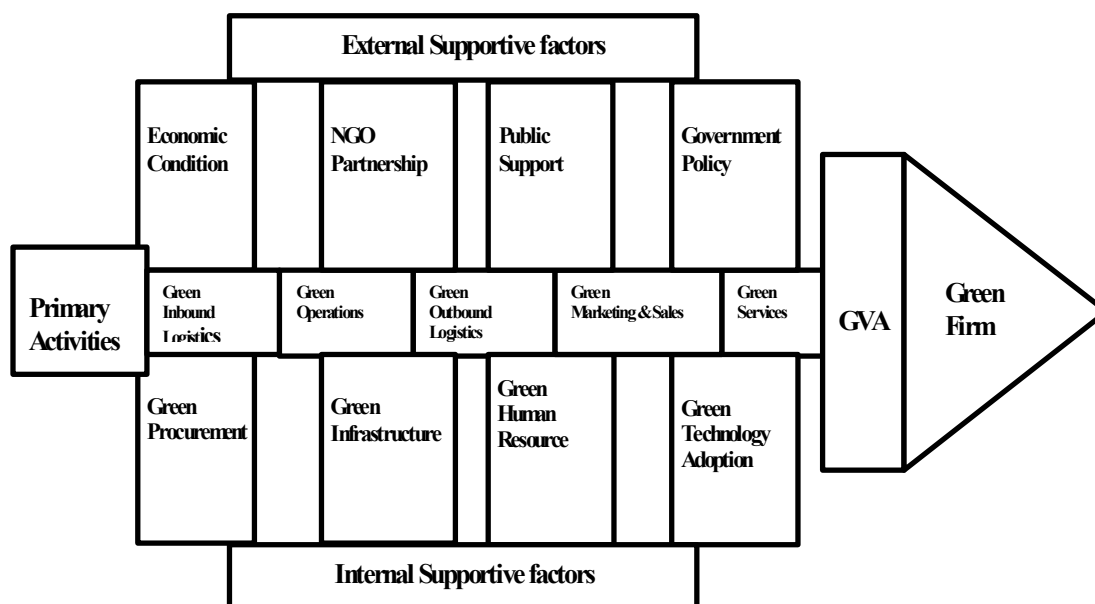 External Supportive factors
Economic
Condition
NGO
Partnership
Public
Support
Government
Policy
Primary
Activities
Green
Inbound
Logistics
Green
Operations
Green
Outbound
Logistics
Green
Marketing & Sales
Green
Services
GVA
Green
Firm
Green
Procurement
Green
Infrastructure
Green
Human
Resource
Green
Technology
Adoption
Internal Supportive factors